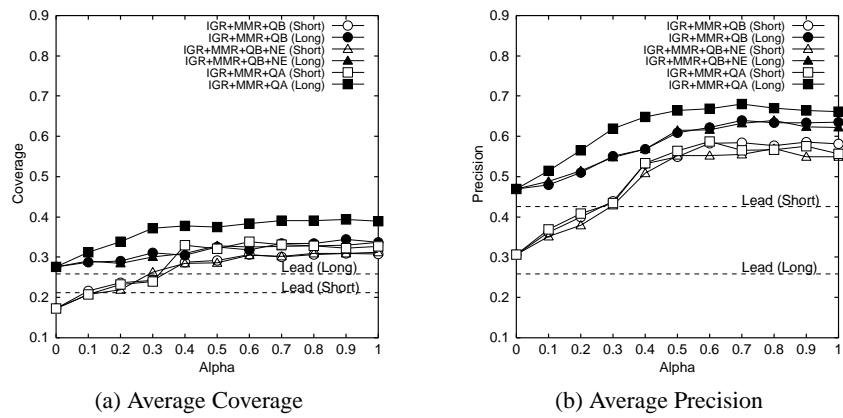 0.9
0.8
0.7
0.6
0.5
0.4
0.3
0.2
0.1
Coverage
IGR+MMR+QB (Short)
IGR+MMR+QB (Long)
IGR+MMR+QB+NE (Short)
IGR+MMR+QB+NE (Long)
IGR+MMR+QA (Short)
IGR+MMR+QA (Long)
Lead (Long)
Lead (Short)
0 0.1 0.2 0.3 0.4 0.5 0.6 0.7 0.8 0.9 1
Alpha
(a) Average Coverage
0.9
0.8
0.7
0.6
0.5
0.4
0.3
0.2
0.1
Precision
IGR+MMR+QB (Short)
IGR+MMR+QB (Long)
IGR+MMR+QB+NE (Short)
IGR+MMR+QB+NE (Long)
IGR+MMR+QA (Short)
IGR+MMR+QA (Long)
Lead (Short)
Lead (Long)
0 0.1 0.2 0.3 0.4 0.5 0.6 0.7 0.8 0.9 1
Alpha
(b) Average Precision